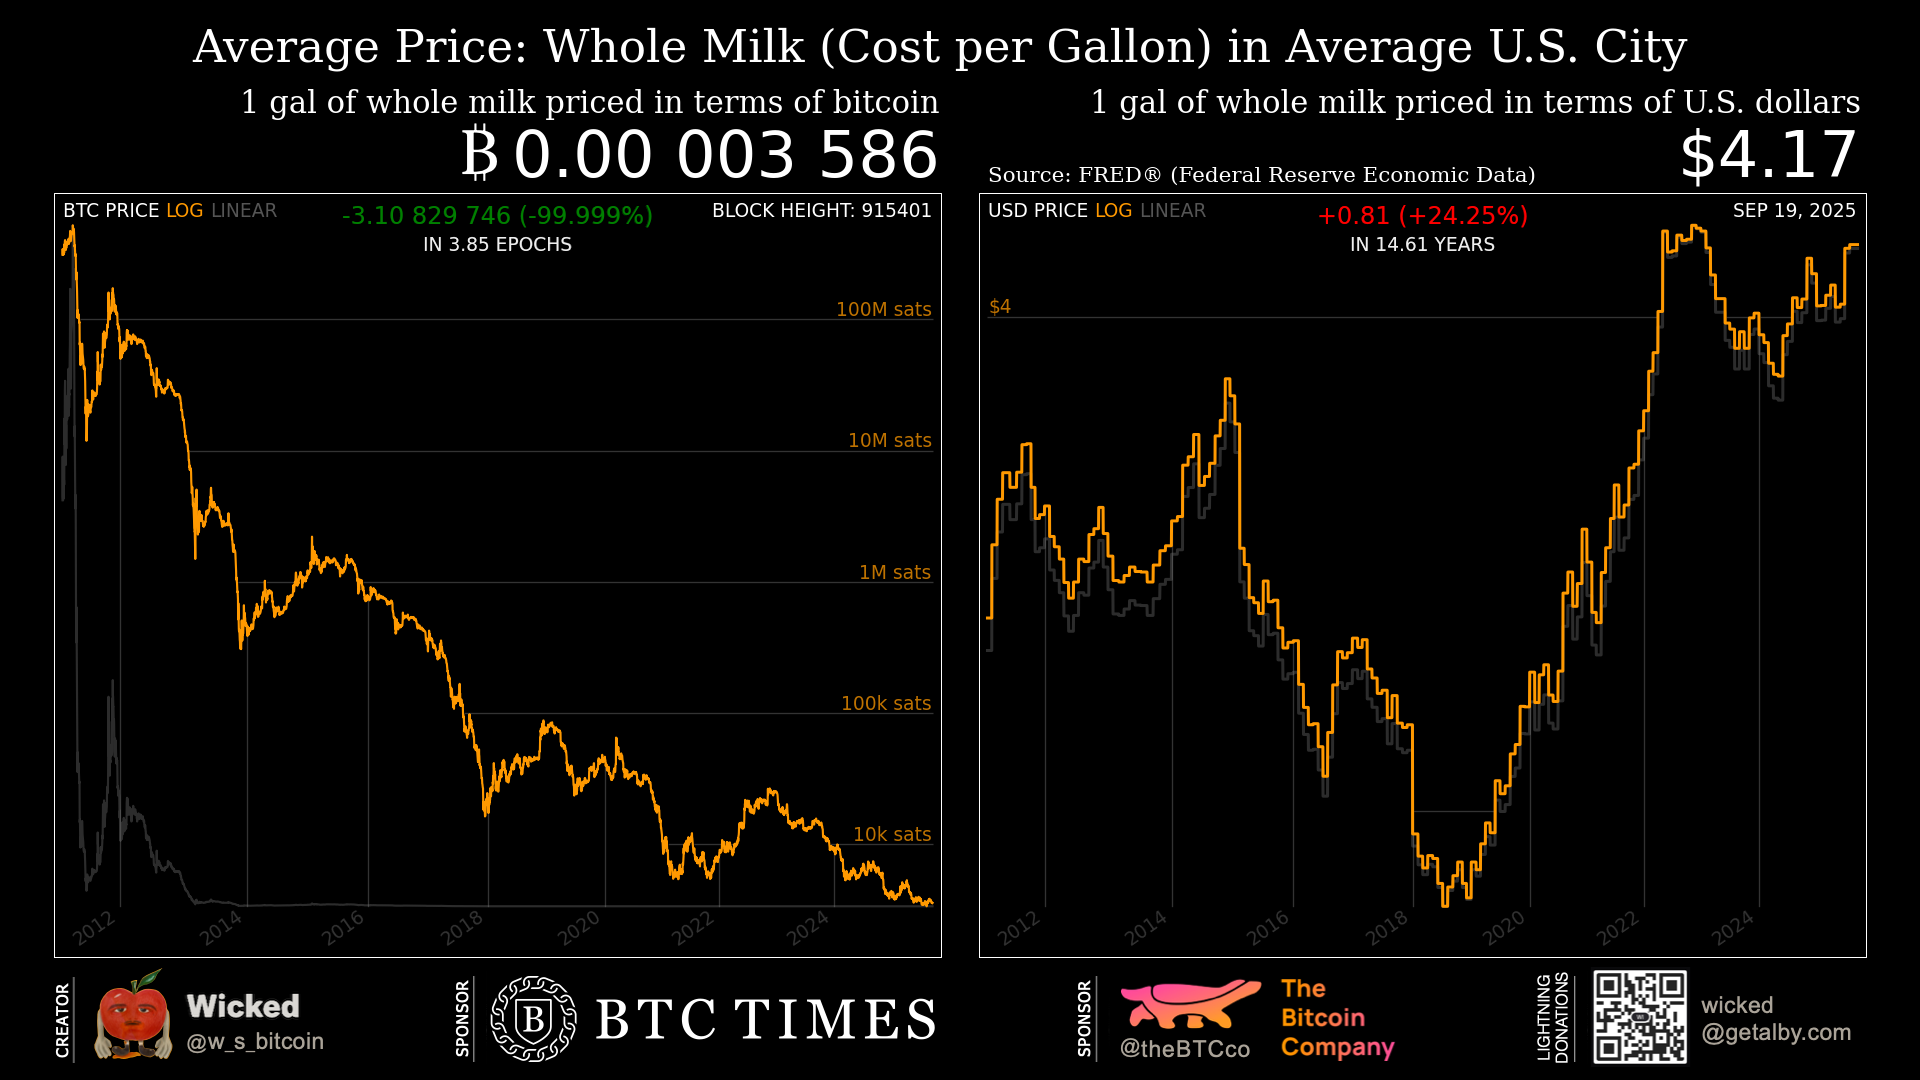 Average Price: Whole Milk (Cost per Gallon) in Average U.S. City
1 gal of whole milk priced in terms of bitcoin
₿ 0.00 003 586
BTC PRICE LOG LINEAR
-3.10 829 746 (-99.999%)
IN 3.85 EPOCHS
BLOCK HEIGHT: 915401
100M sats
10M sats
1M sats
100k sats
10k sats
2012 2014 2016 2018 2020 2022 2024
1 gal of whole milk priced in terms of U.S. dollars
Source: FRED® (Federal Reserve Economic Data)
$4.17
USD PRICE LOG LINEAR
+0.81 (+24.25%)
IN 14.61 YEARS
SEP 19, 2025
$4
2012 2014 2016 2018 2020 2022 2024
CREATOR
Wicked
@w_s_bitcoin
SPONSOR
B
BTC TIMES
SPONSOR
@theBTCco
The
Bitcoin
Company
LIGHTNING
DONATIONS
wicked
@getalby.com